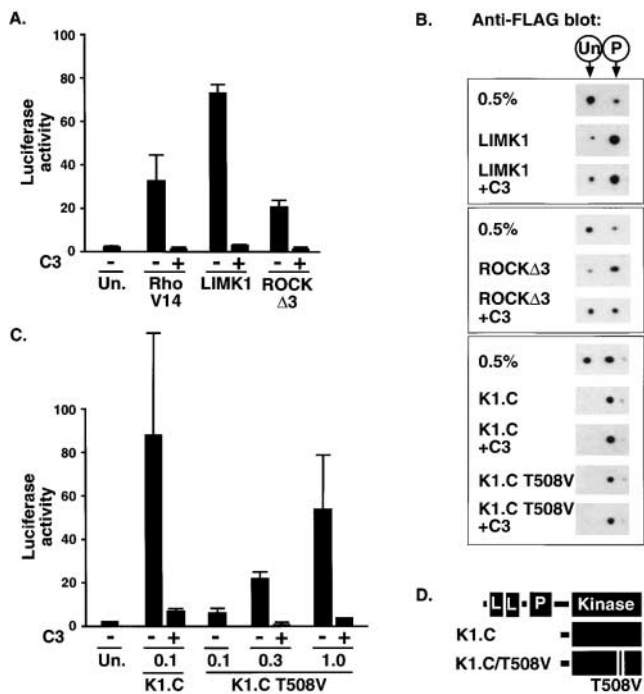 A.
100
80
60
40
20
0
Luciferase activity
C3
- - + - + - +
Un. Rho V14 LIMK1 ROCK Δ3
B. Anti-FLAG blot:
Un P
0.5%
LIMK1
LIMK1
+C3
0.5%
ROCKΔ3
ROCKΔ3
+C3
0.5%
K1.C
K1.C
+C3
K1.C T508V
K1.C T508V
+C3
C.
100
80
60
40
20
0
Luciferase activity
C3
- - + - - + - +
Un. 0.1 0.1 0.3 1.0
K1.C K1.C T508V
D.
L L P Kinase
K1.C
K1.C/T508V
T508V